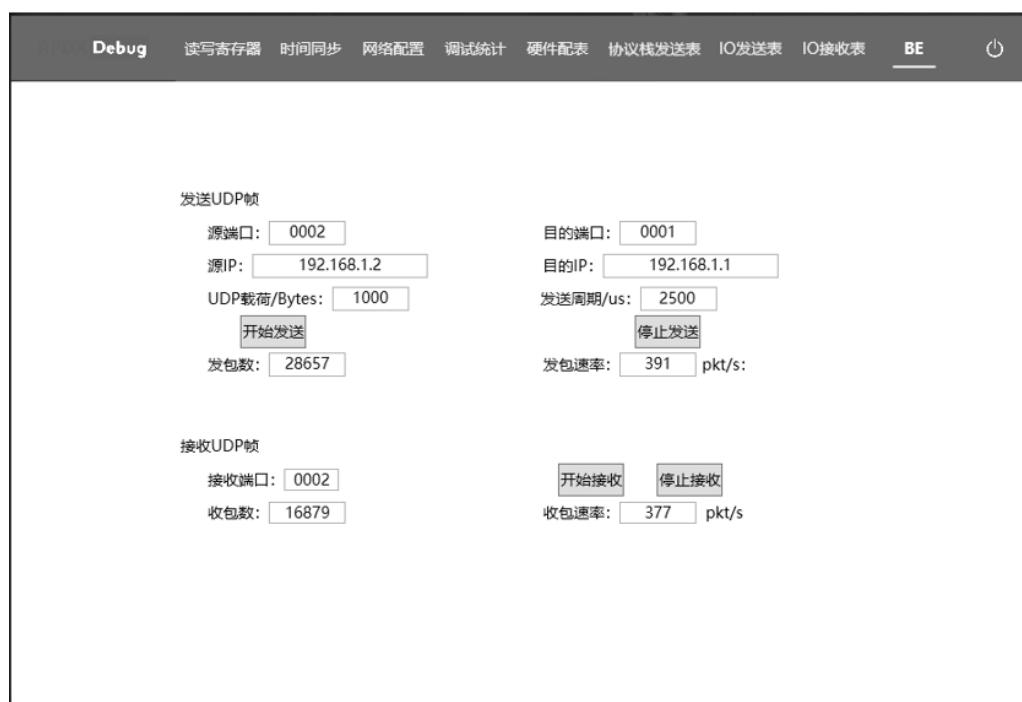 Debug 读写寄存器 时间同步 网络配置 调试统计 硬件配表 协议栈发送表 IO发送表 IO接收表 BE
发送UDP帧
源端口: 0002 目的端口: 0001
源IP: 192.168.1.2 目的IP: 192.168.1.1
UDP载荷/Bytes: 1000 发送周期/us: 2500
开始发送 停止发送
发包数: 28657 发包速率: 391 pkt/s:
接收UDP帧
接收端口: 0002 开始接收 停止接收
收包数: 16879 收包速率: 377 pkt/s